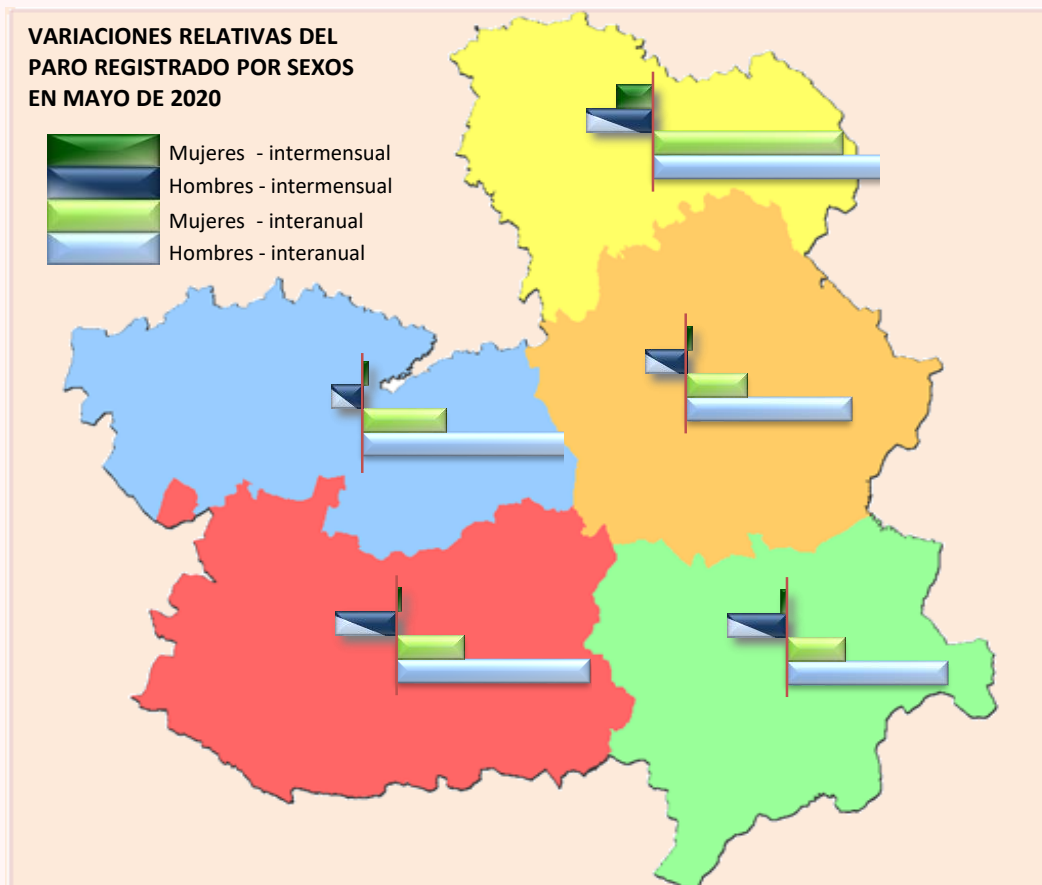 VARIACIONES RELATIVAS DEL
PARO REGISTRADO POR SEXOS
EN MAYO DE 2020
Mujeres - intermensual
Hombres - intermensual
Mujeres - interanual
Hombres - interanual